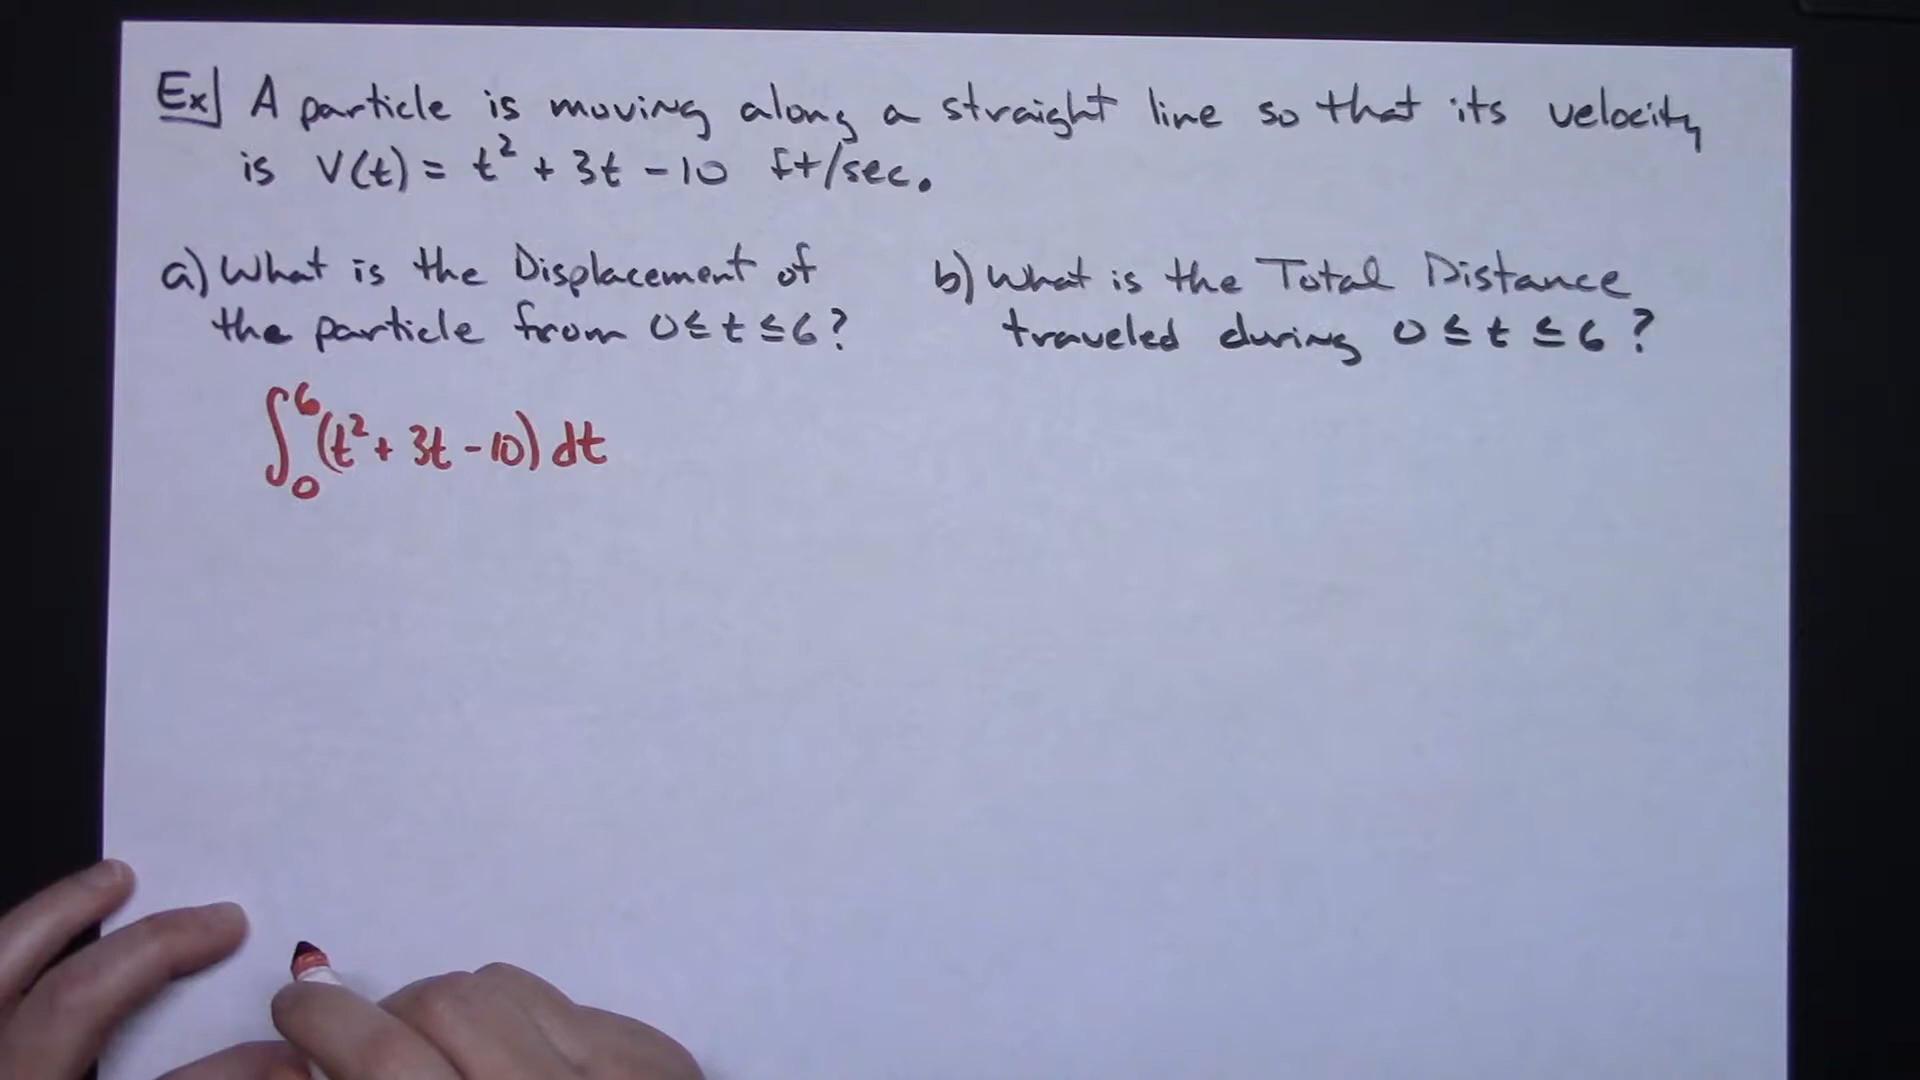 Ex] A particle is moving along a straight line so that its velocity
is V(t) = t² + 3t - 10 ft/sec.
a) What is the Displacement of
the particle from 0 ≤ t ≤ 6?
∫₀⁶ (t² + 3t - 10) dt
b) What is the Total Distance
traveled during 0 ≤ t ≤ 6?